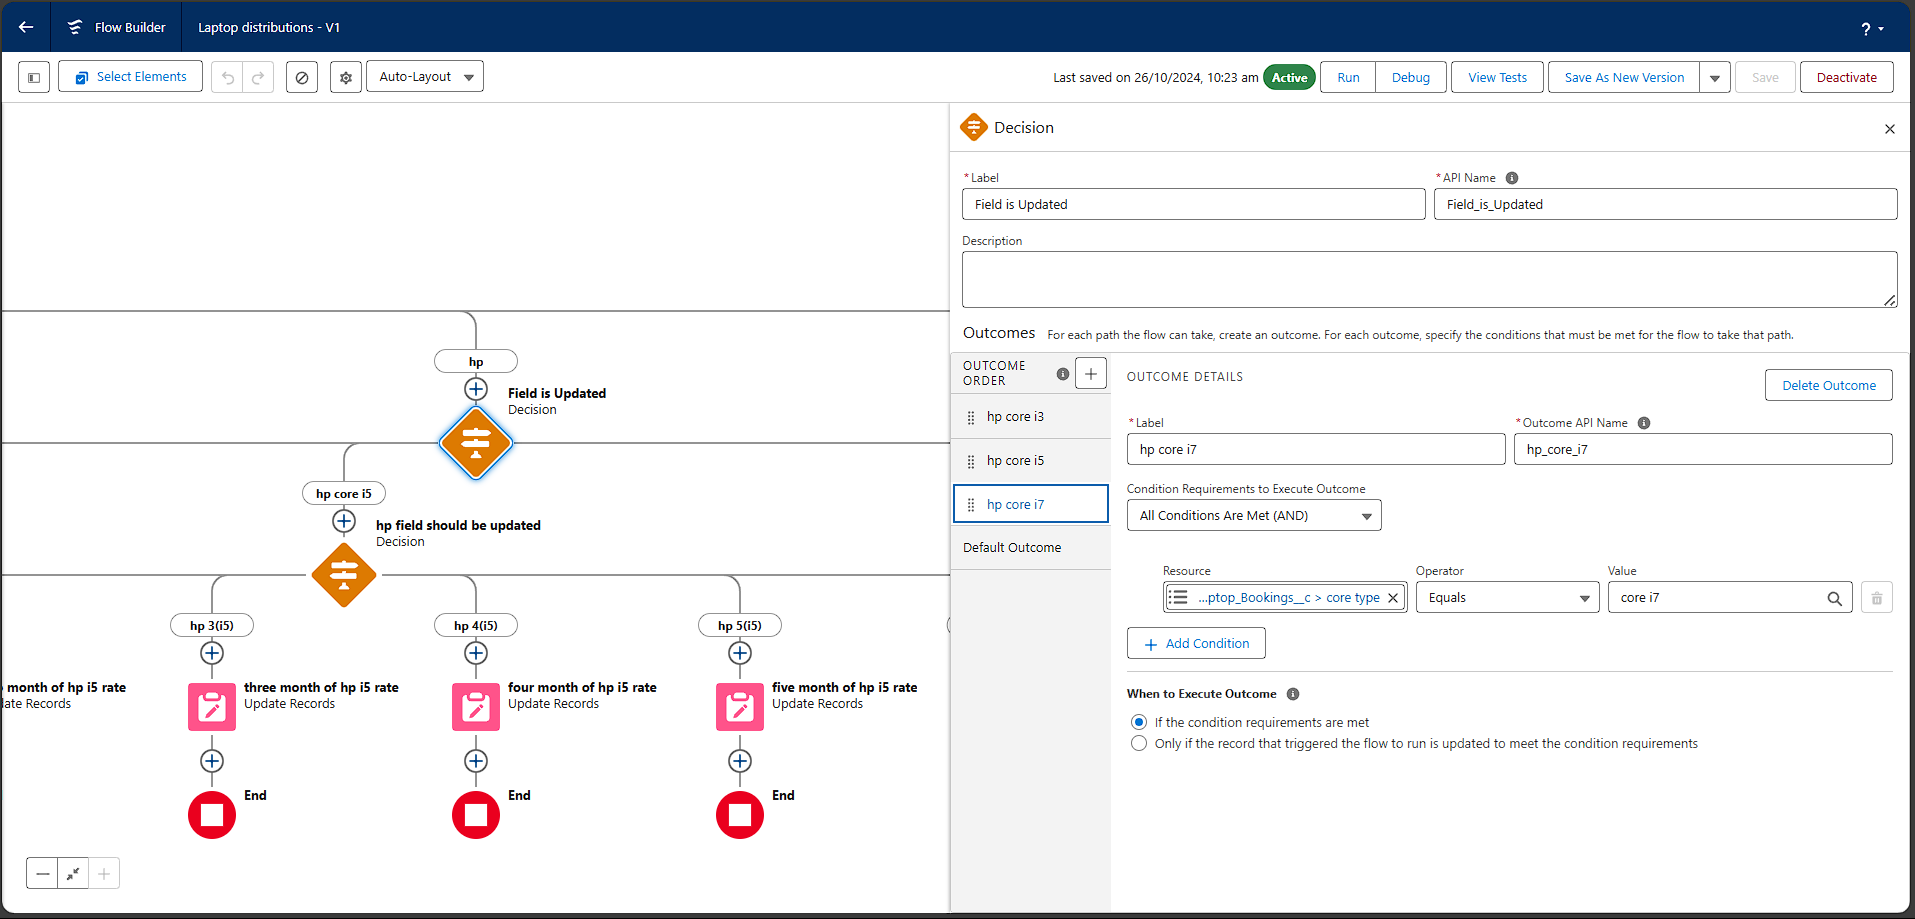 Flow Builder
Laptop distributions - V1
?
Select Elements
Auto-Layout
Last saved on 26/10/2024, 10:23 am
Active
Run
Debug
View Tests
Save As New Version
Save
Deactivate
hp
Field is Updated
Decision
hp core i5
hp field should be updated
Decision
hp 3(i5)
hp 4(i5)
hp 5(i5)
month of hp i5 rate
Records
three month of hp i5 rate
Update Records
four month of hp i5 rate
Update Records
five month of hp i5 rate
Update Records
End
End
End
Decision
*Label
Field is Updated
*API Name
Field_is_Updated
Description
Outcomes
For each path the flow can take, create an outcome. For each outcome, specify the conditions that must be met for the flow to take that path.
OUTCOME
ORDER
hp core i3
hp core i5
hp core i7
Default Outcome
OUTCOME DETAILS
Delete Outcome
*Label
hp core i7
*Outcome API Name
hp_core_i7
Condition Requirements to Execute Outcome
All Conditions Are Met (AND)
Resource
...ptop_Bookings__c > core type
Operator
Equals
Value
core i7
Add Condition
When to Execute Outcome
If the condition requirements are met
Only if the record that triggered the flow to run is updated to meet the condition requirements